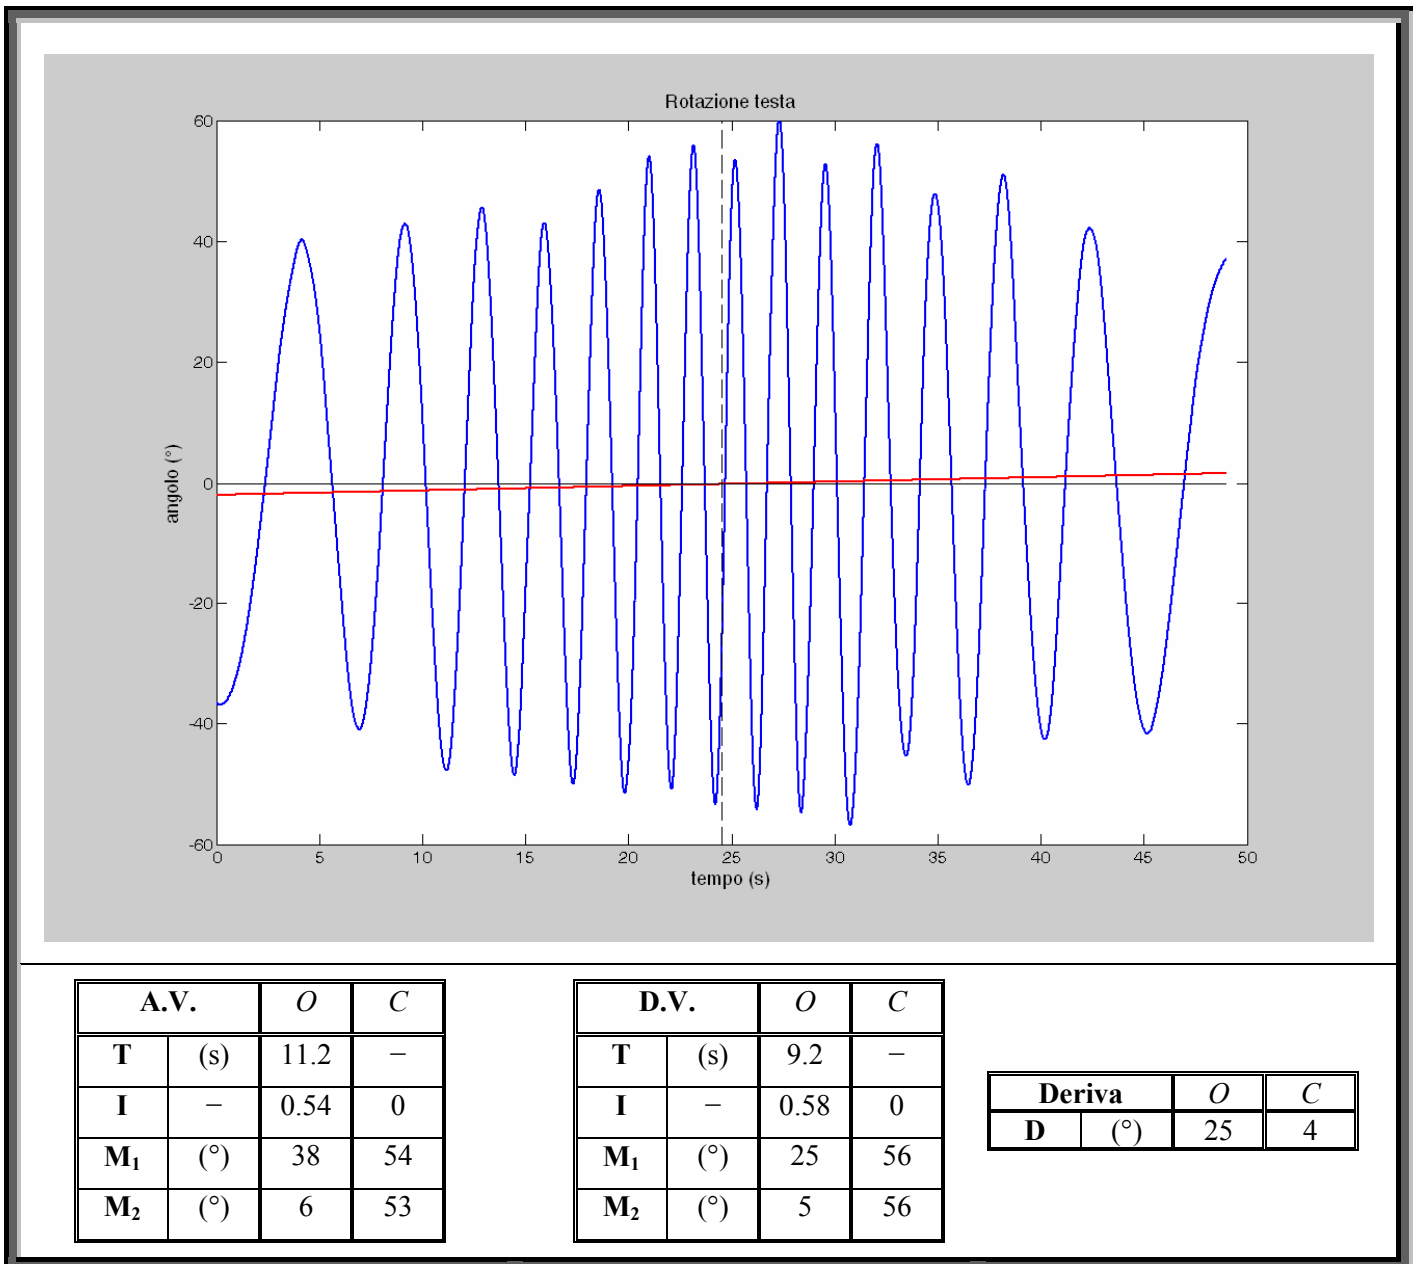 Rotazione testa
60
40
20
0
-20
-40
-60
angolo (°)
0 5 10 15 20 25 30 35 40 45 50
tempo (s)
A.V. O C
T (s) 11.2 –
I – 0.54 0
M₁ (°) 38 54
M₂ (°) 6 53
D.V. O C
T (s) 9.2 –
I – 0.58 0
M₁ (°) 25 56
M₂ (°) 5 56
Deriva O C
D (°) 25 4